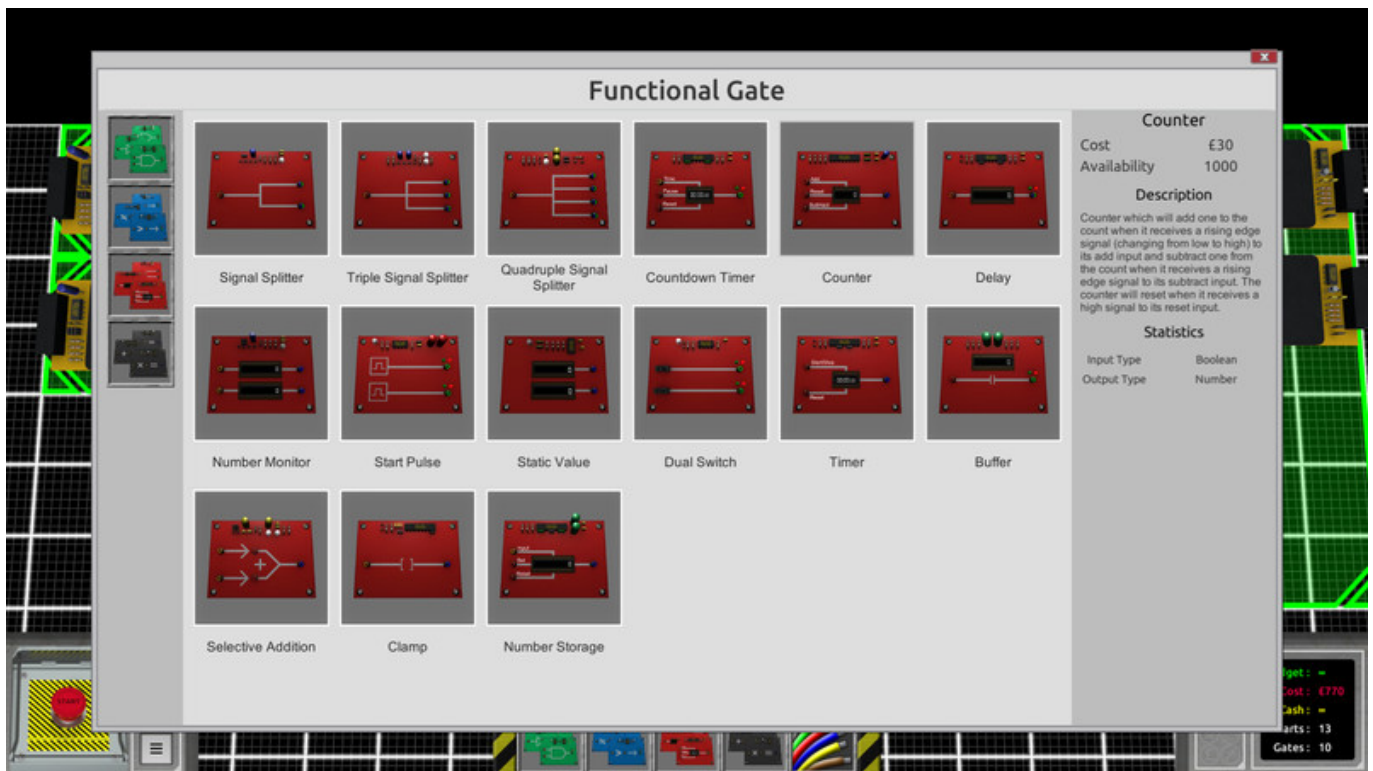 x
Functional Gate
Signal Splitter
Triple Signal Splitter
Quadruple Signal
Splitter
Countdown Timer
Counter
Delay
Number Monitor
Start Pulse
Static Value
Dual Switch
Timer
Buffer
Selective Addition
Clamp
Number Storage
Counter
Cost £30
Availability 1000
Description
Counter which will add one to the
count when it receives a rising edge
signal (changing from low to high) to
its add input and subtract one from
the count when it receives a rising
edge signal to its subtract input. The
counter will reset when it receives a
high signal to its reset input.
Statistics
Input Type Boolean
Output Type Number
START
Cost: £770
Cash: ∞
13
Gates: 10